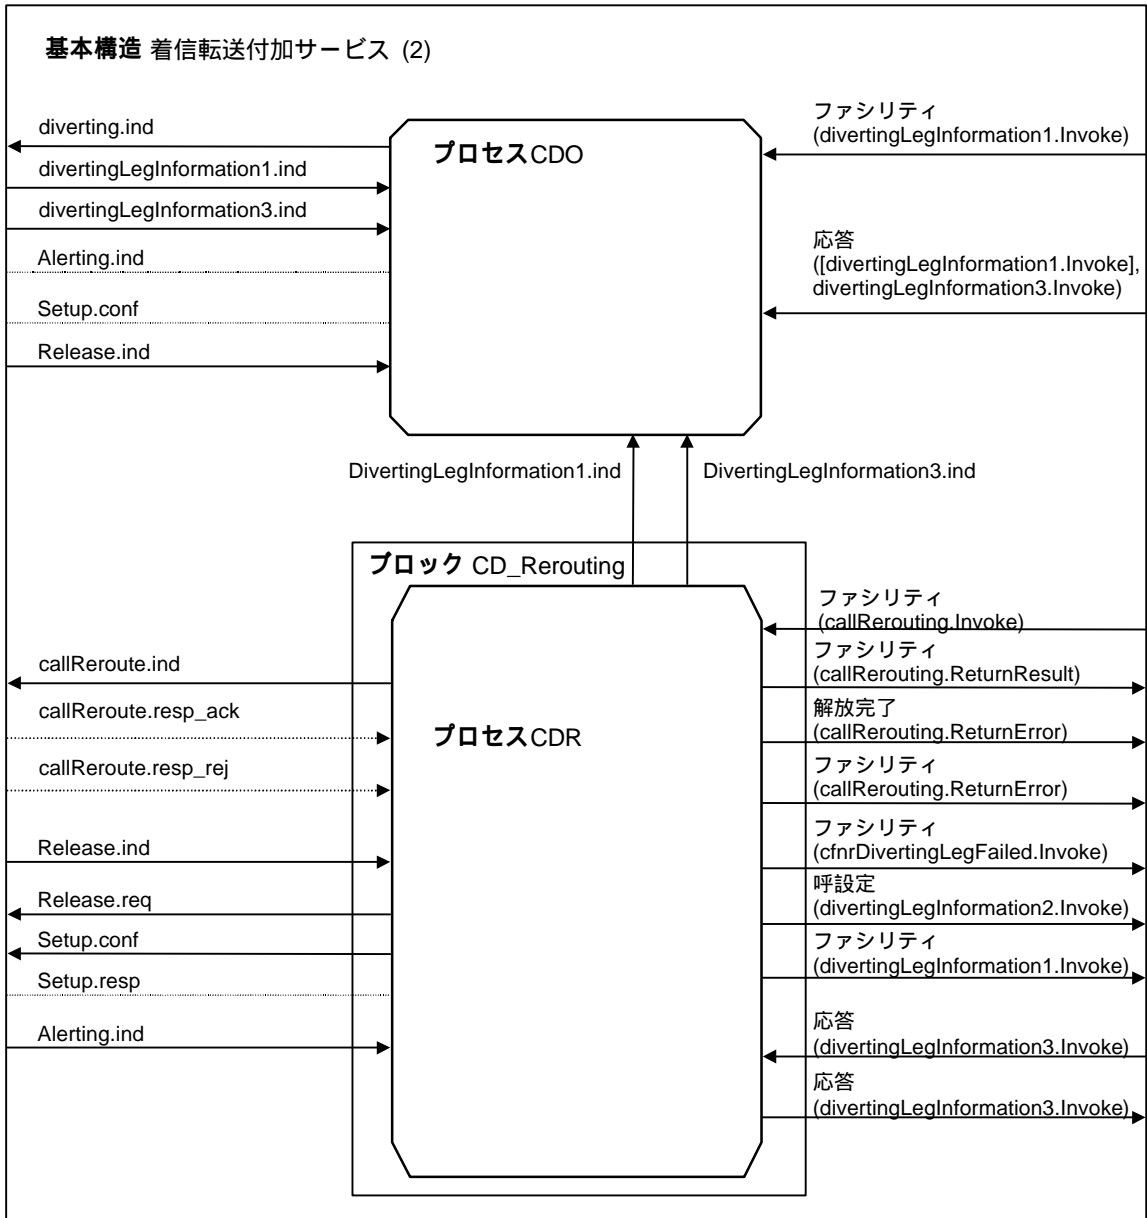 基本構造 着信転送付加サービス (2)
diverting.ind
divertingLegInformation1.ind
divertingLegInformation3.ind
Alerting.ind
Setup.conf
Release.ind
プロセスCDO
ファシリティ
(divertingLegInformation1.Invoke)
応答
([divertingLegInformation1.Invoke],
divertingLegInformation3.Invoke)
DivertingLegInformation1.ind
DivertingLegInformation3.ind
ブロック CD_Rerouting
callReroute.ind
callReroute.resp_ack
callReroute.resp_rej
Release.ind
Release.req
Setup.conf
Setup.resp
Alerting.ind
プロセスCDR
ファシリティ
(callRerouting.Invoke)
ファシリティ
(callRerouting.ReturnResult)
解放完了
(callRerouting.ReturnError)
ファシリティ
(callRerouting.ReturnError)
ファシリティ
(cfnrDivertingLegFailed.Invoke)
呼設定
(divertingLegInformation2.Invoke)
ファシリティ
(divertingLegInformation1.Invoke)
応答
(divertingLegInformation3.Invoke)
応答
(divertingLegInformation3.Invoke)